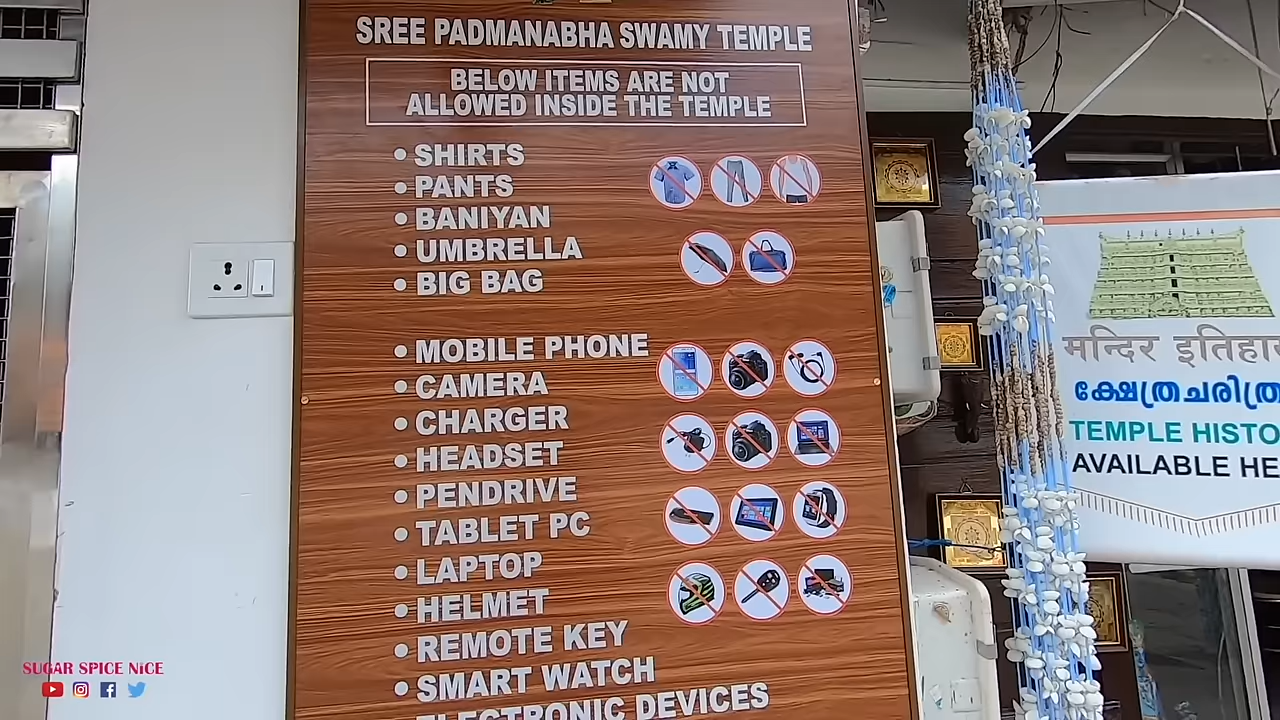 SREE PADMANABHA SWAMY TEMPLE
BELOW ITEMS ARE NOT
ALLOWED INSIDE THE TEMPLE
• SHIRTS
• PANTS
• BANIYAN
• UMBRELLA
• BIG BAG
• MOBILE PHONE
• CAMERA
• CHARGER
• HEADSET
• PENDRIVE
• TABLET PC
• LAPTOP
• HELMET
• REMOTE KEY
• SMART WATCH
ELECTRONIC DEVICES
मन्दिर इतिहा
ക്ഷേത്രചരിത്ര
TEMPLE HISTO
AVAILABLE HE
SUGAR SPICE NiCE